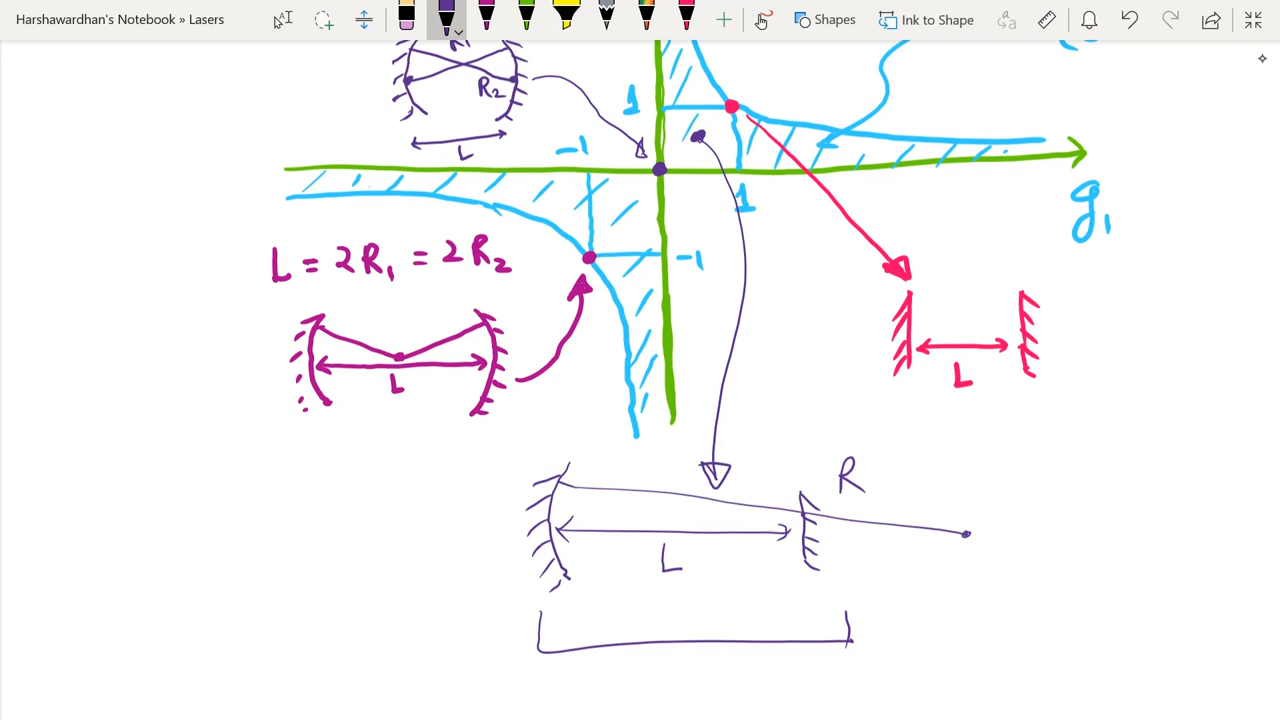 Harshawardhan's Notebook » Lasers
Shapes
Ink to Shape
R₂
L
1
-1
1
g₁
-1
L = 2R₁ = 2R₂
L
L
R
L